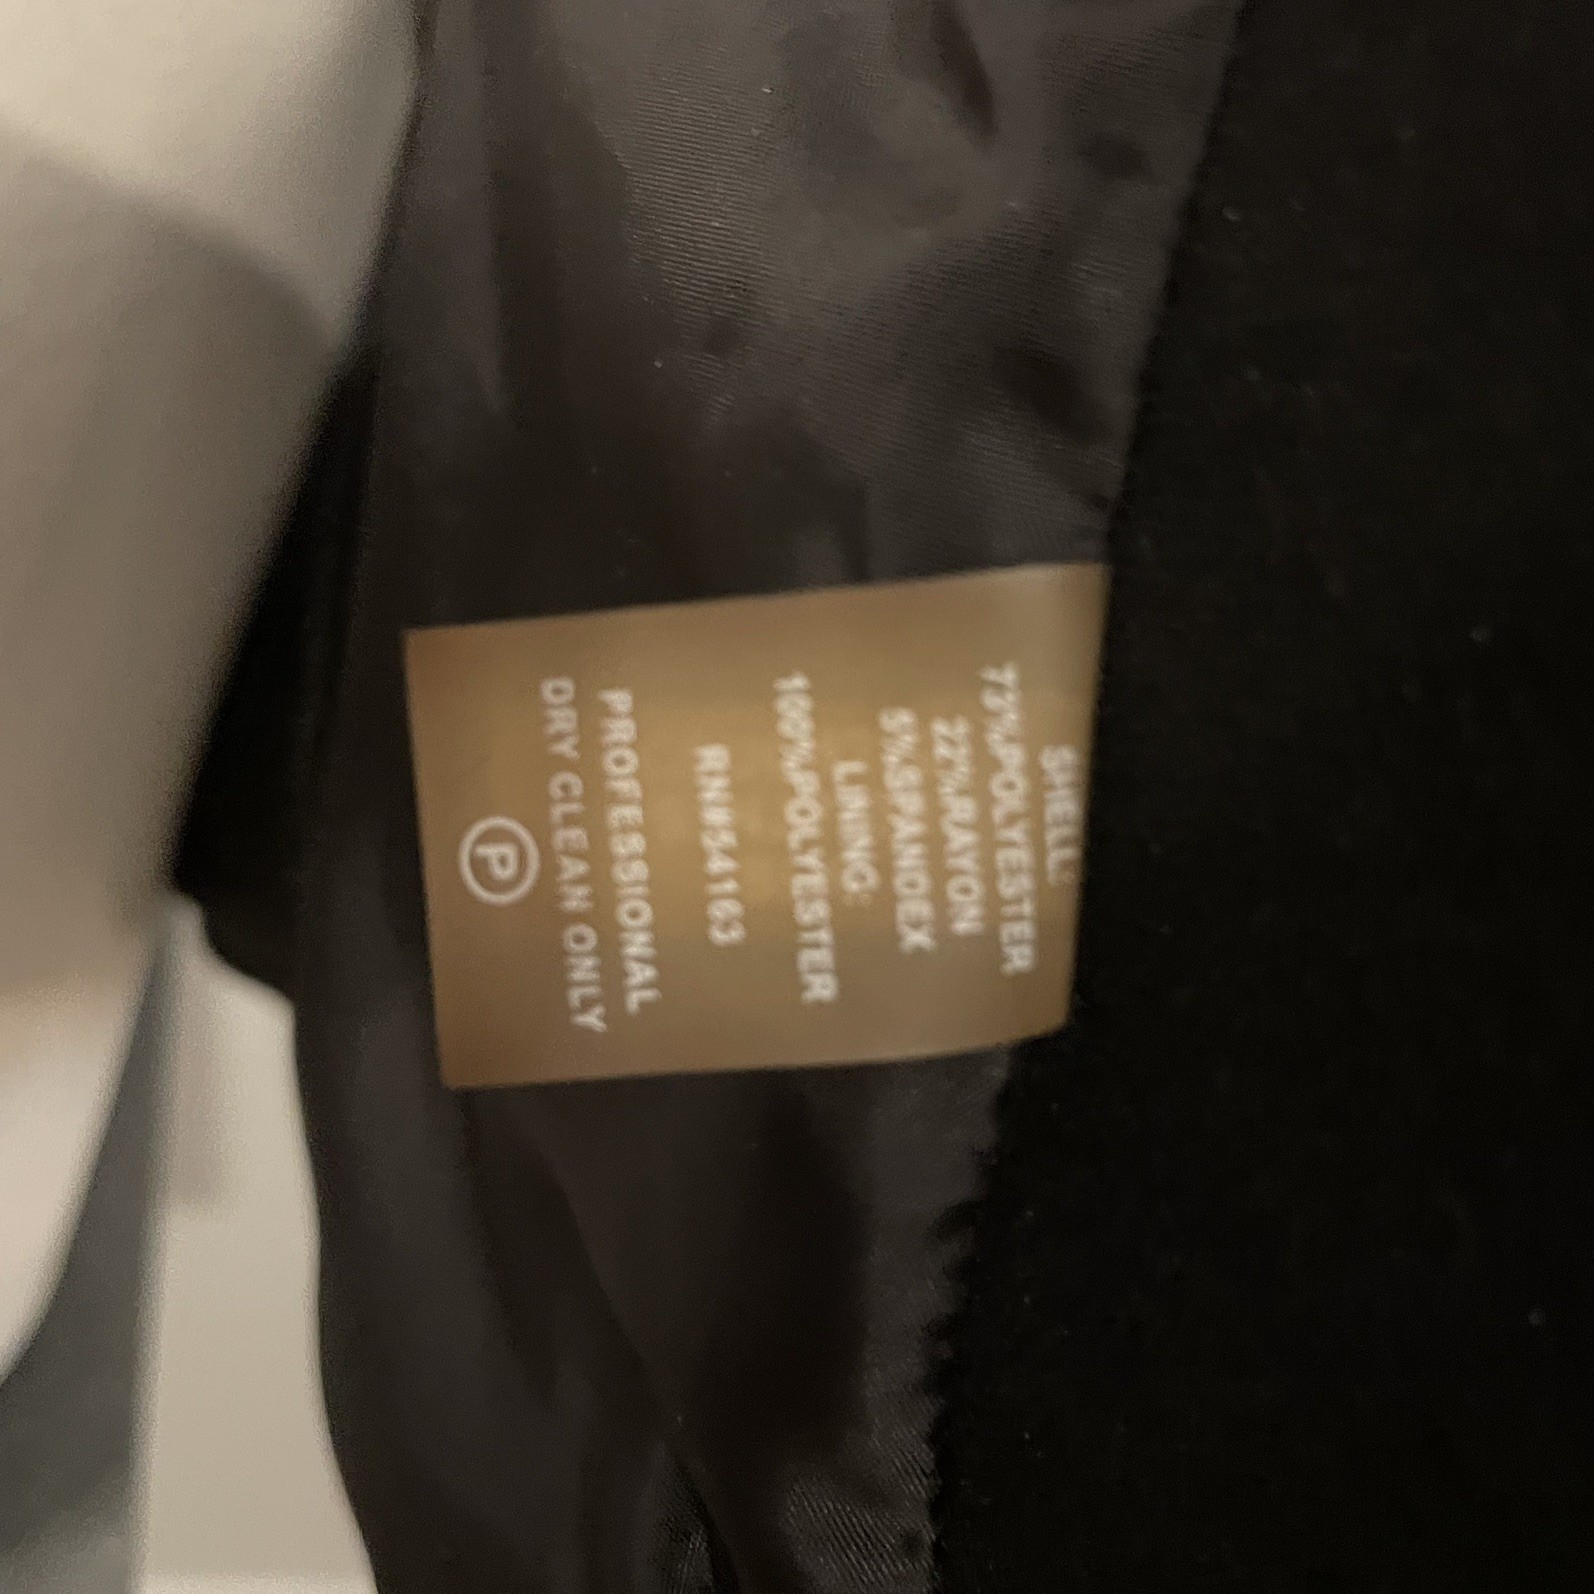 SHELL:
73%POLYESTER
22%RAYON
5%SPANDEX
LINING:
100%POLYESTER
RN#54163
PROFESSIONAL
DRY CLEAN ONLY
P